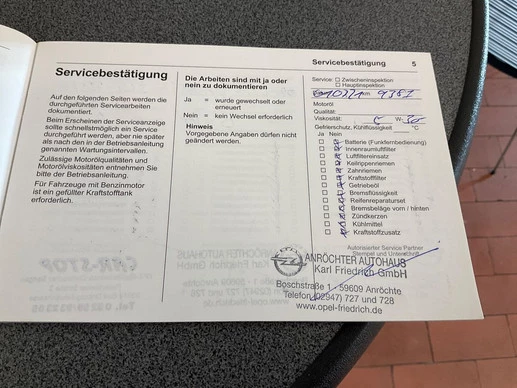 Servicebestätigung
Auf den folgenden Seiten werden die
durchgeführten Servicearbeiten
dokumentiert.
Beim Erscheinen der Serviceanzeige
sollte schnellstmöglich ein Service
durchgeführt werden, aber nie später
als nach den in der Betriebsanleitung
genannten Wartungsintervallen.
Zulässige Motorölqualitäten und
Motorölviskositäten entnehmen Sie
bitte der Betriebsanleitung.
Für Fahrzeuge mit Benzinmotor
ist ein gefüllter Kraftstofftank
erforderlich.
Die Arbeiten sind mit ja oder
nein zu dokumentieren
Ja = wurde gewechselt oder
erneuert
Nein = kein Wechsel erforderlich
Hinweis
Vorgegebene Angaben dürfen nicht
geändert werden.
Servicebestätigung 5
Service: Zwischeninspektion
Hauptinspektion
km
Motoröl
Qualität:
Viskosität: W- 30
Gefrierschutz, Kühlflüssigkeit °C
Ja Nein
Batterie (Funkfernbedienung)
Innenraumluftfilter
Luftfiltereinsatz
Keilrippenriemen
Zahnriemen
Kraftstofffilter
Getriebeöl
Bremsflüssigkeit
Reifenreparaturset
Bremsbeläge vorn / hinten
Zündkerzen
Kühlmittel
Kraftstoffzusatz
Autorisierter Service Partner
Stempel und Unterschrift
ANRÖCHTER AUTOHAUS
Karl Friedrich GmbH
Boschstraße 1 59609 Anröchte
Telefon (02947) 727 und 728
www.opel-friedrich.de